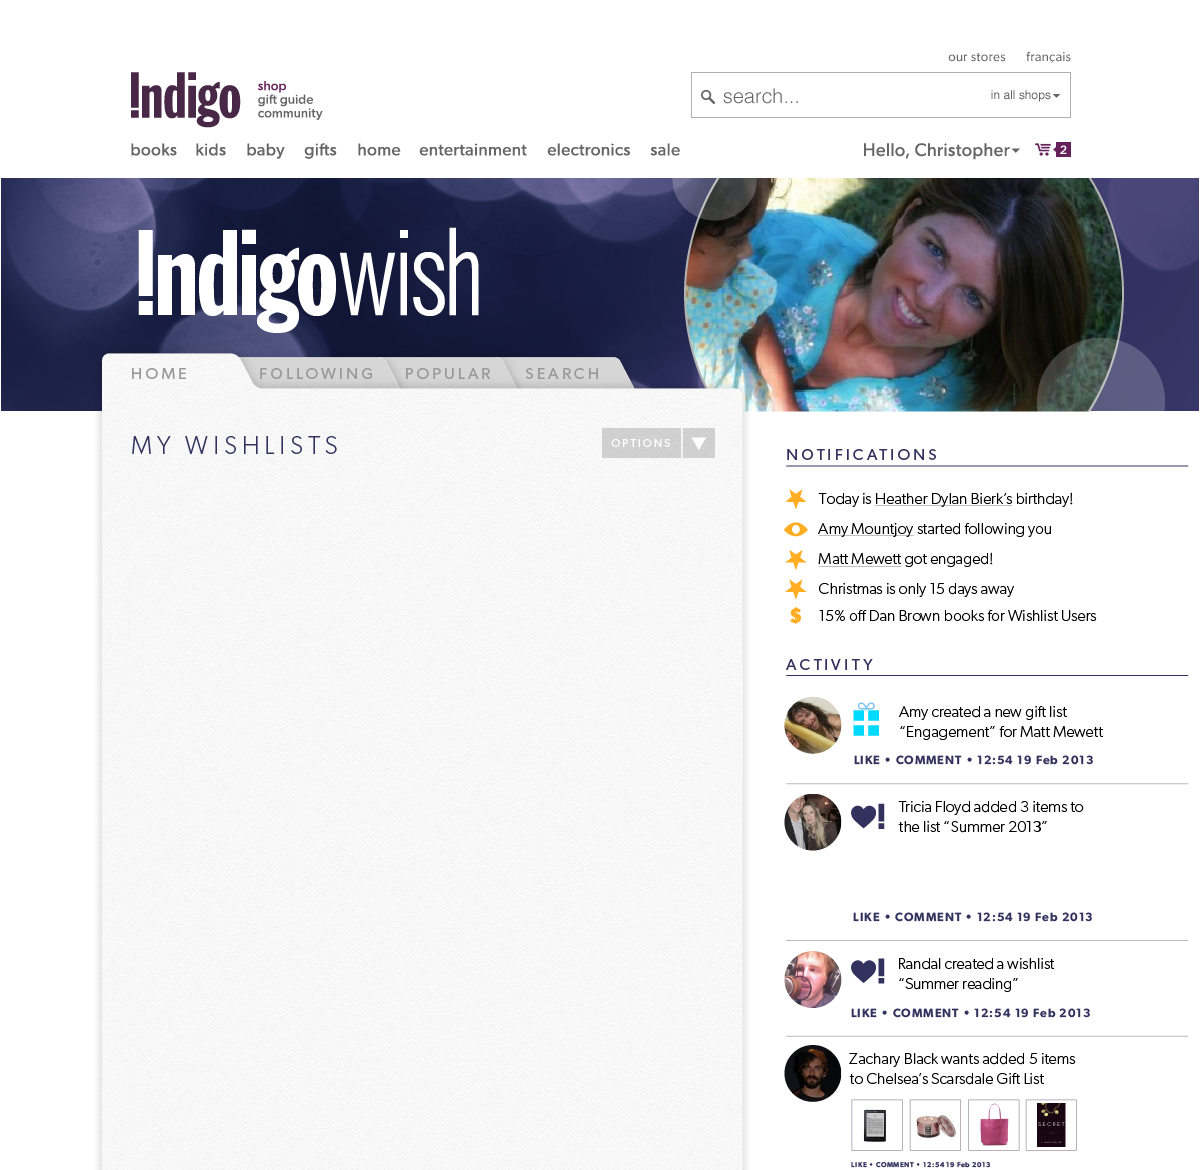 our stores français
!ndigo
shop
gift guide
community
search...
in all shops
books kids baby gifts home entertainment electronics sale
Hello, Christopher
2
!ndigowish
HOME FOLLOWING POPULAR SEARCH
MY WISHLISTS
OPTIONS
NOTIFICATIONS
Today is Heather Dylan Bierk’s birthday!
Amy Mountjoy started following you
Matt Mewett got engaged!
Christmas is only 15 days away
$ 15% off Dan Brown books for Wishlist Users
ACTIVITY
Amy created a new gift list
“Engagement” for Matt Mewett
LIKE • COMMENT • 12:54 19 Feb 2013
Tricia Floyd added 3 items to
the list “Summer 2013”
LIKE • COMMENT • 12:54 19 Feb 2013
Randal created a wishlist
“Summer reading”
LIKE • COMMENT • 12:54 19 Feb 2013
Zachary Black wants added 5 items
to Chelsea’s Scarsdale Gift List
SECRET
LIKE • COMMENT • 12:54 19 Feb 2013